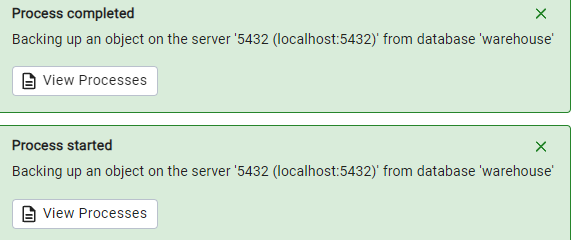 Process completed
Backing up an object on the server '5432 (localhost:5432)' from database 'warehouse'
View Processes
Process started
Backing up an object on the server '5432 (localhost:5432)' from database 'warehouse'
View Processes